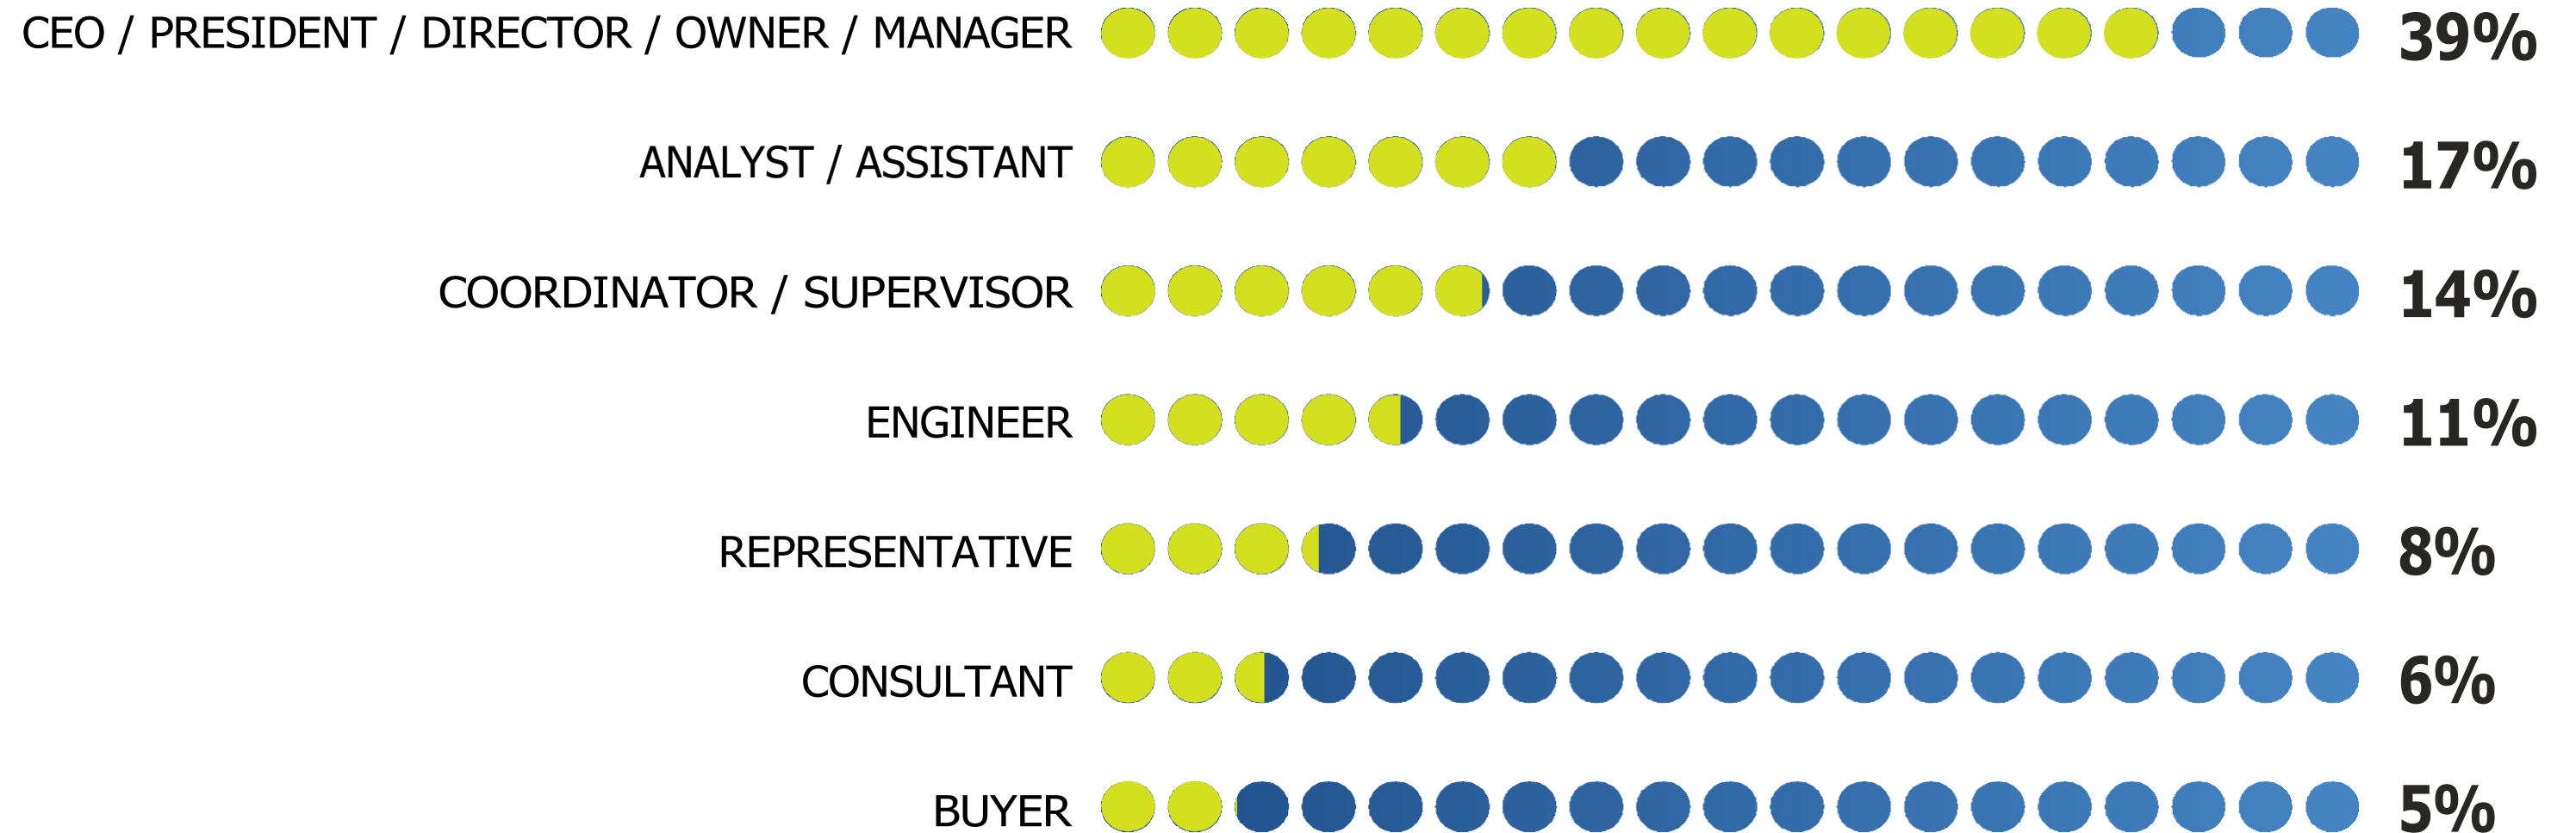 CEO / PRESIDENT / DIRECTOR / OWNER / MANAGER 39%
ANALYST / ASSISTANT 17%
COORDINATOR / SUPERVISOR 14%
ENGINEER 11%
REPRESENTATIVE 8%
CONSULTANT 6%
BUYER 5%